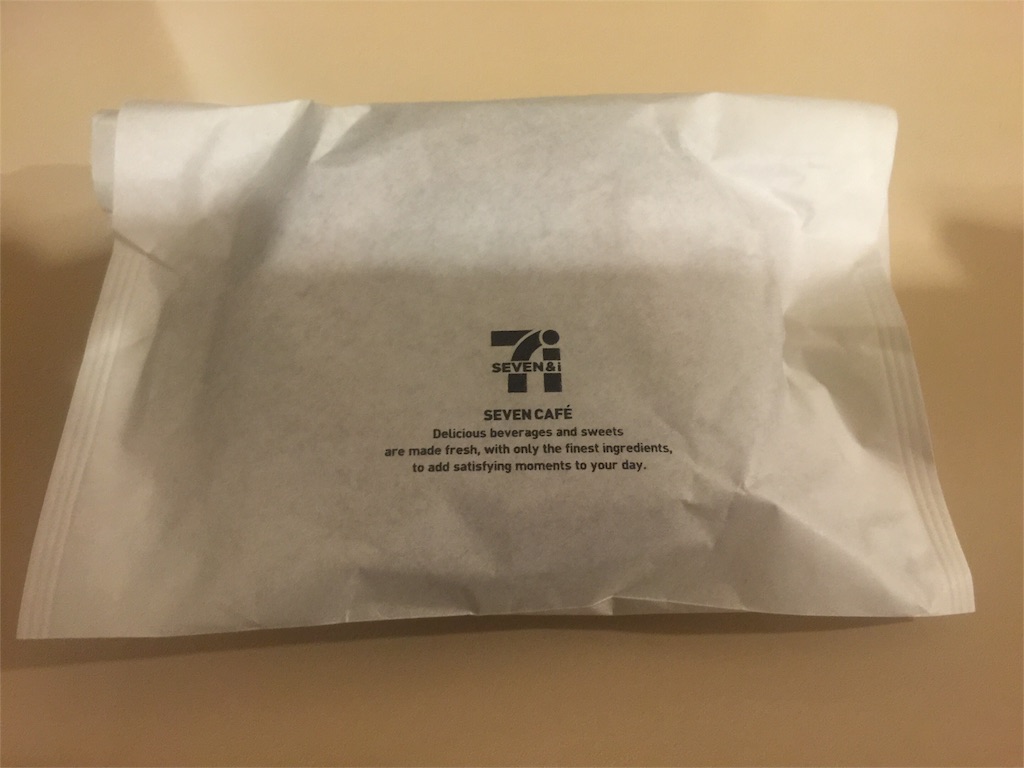 7i
SEVEN&i
SEVEN CAFÉ
Delicious beverages and sweets
are made fresh, with only the finest ingredients,
to add satisfying moments to your day.